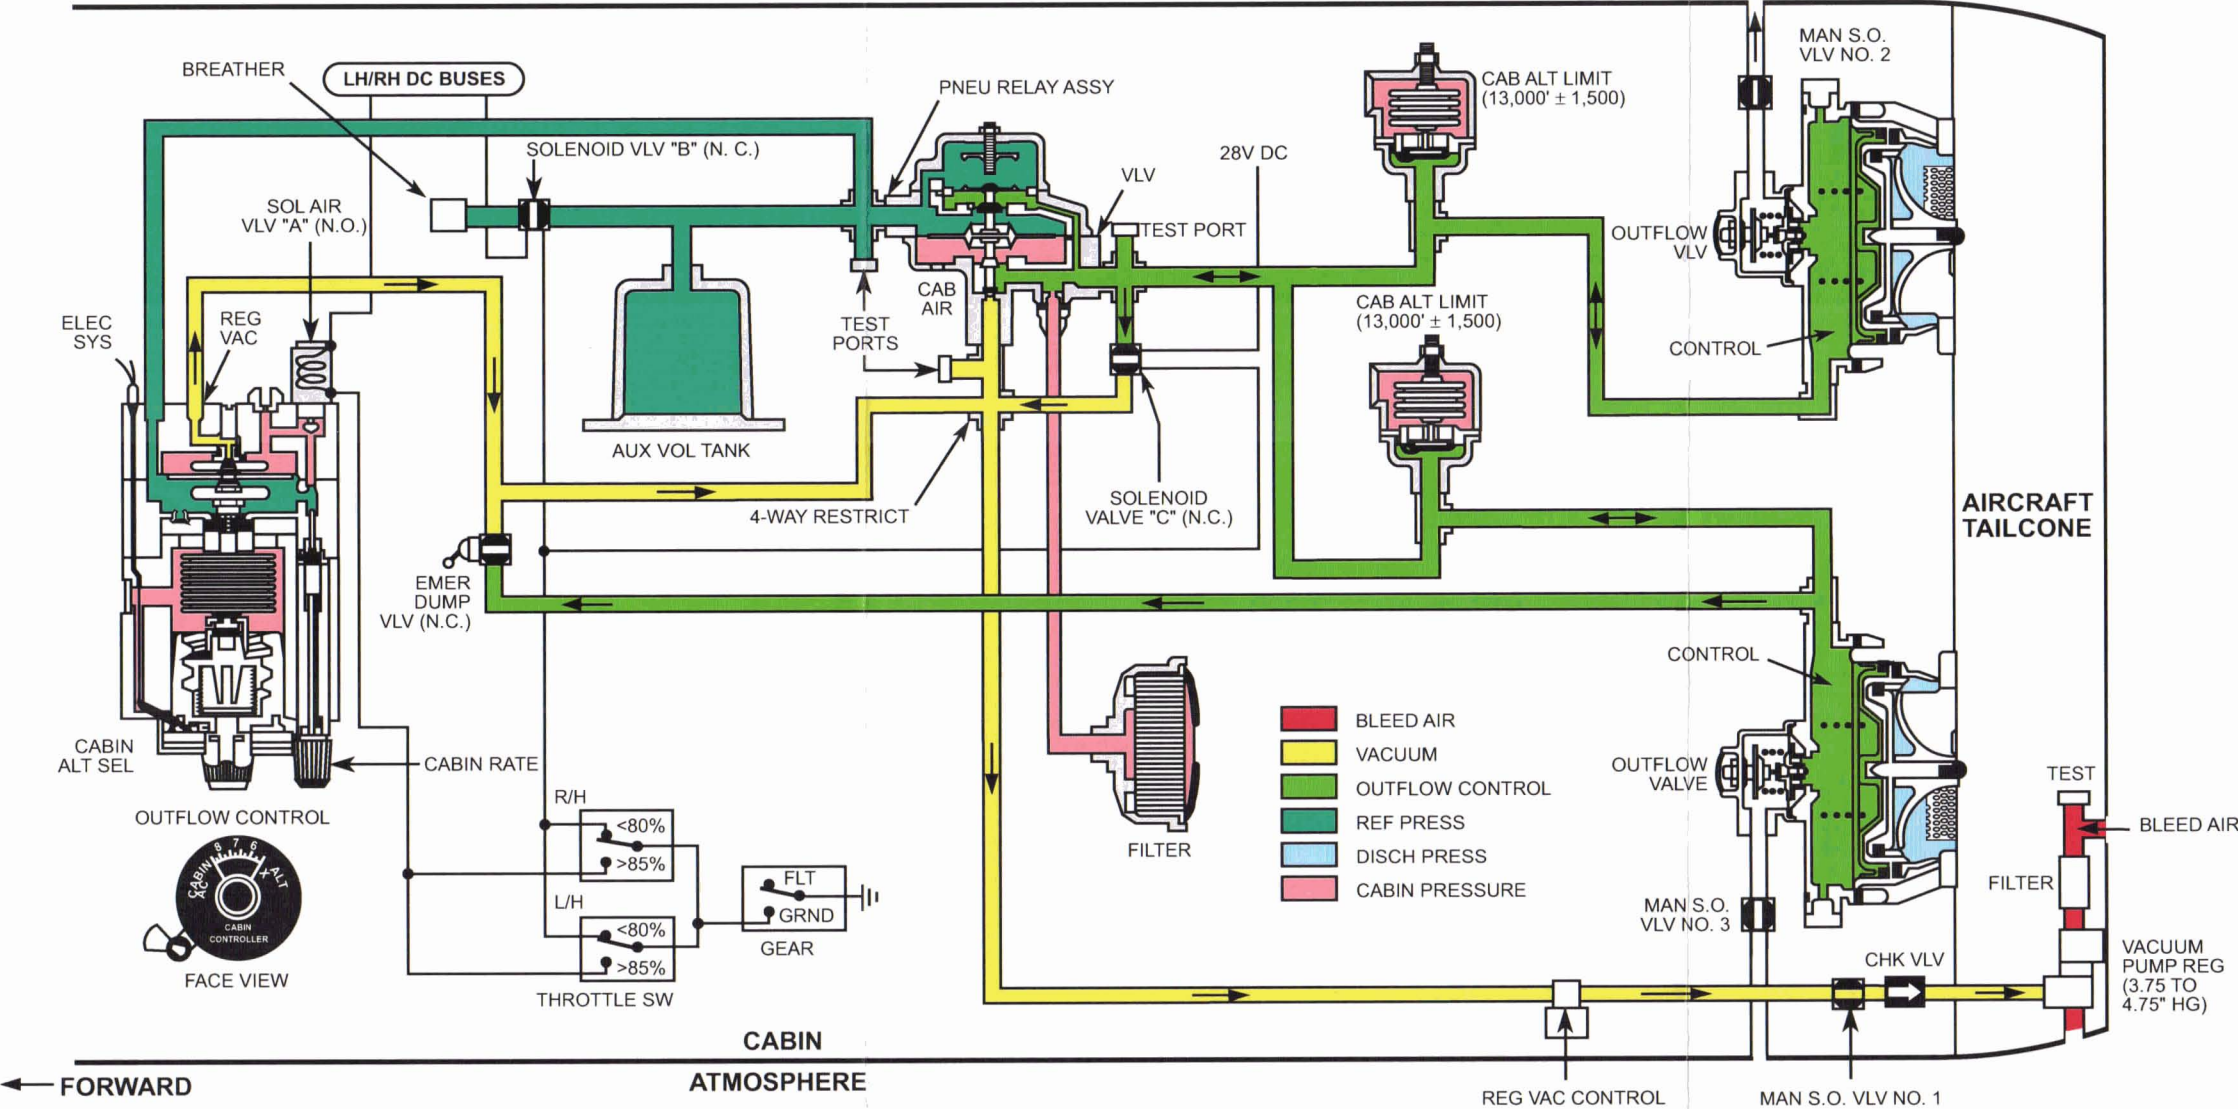 BREATHER
LH/RH DC BUSES
SOLENOID VLV "B" (N. C.)
PNEU RELAY ASSY
CAB ALT LIMIT
(13,000' ± 1,500)
MAN S.O.
VLV NO. 2
SOL AIR
VLV "A" (N.O.)
28V DC
VLV
TEST PORT
OUTFLOW
VLV
ELEC
SYS
REG
VAC
CAB
AIR
TEST
PORTS
CAB ALT LIMIT
(13,000' ± 1,500)
CONTROL
AUX VOL TANK
4-WAY RESTRICT
SOLENOID
VALVE "C" (N.C.)
AIRCRAFT
TAILCONE
EMER
DUMP
VLV (N.C.)
CONTROL
CABIN
ALT SEL
CABIN RATE
OUTFLOW CONTROL
CABIN ALT
8 7 6
AC
X
CABIN
CONTROLLER
FACE VIEW
R/H
<80%
>85%
L/H
<80%
>85%
THROTTLE SW
FLT
GRND
GEAR
FILTER
BLEED AIR
VACUUM
OUTFLOW CONTROL
REF PRESS
DISCH PRESS
CABIN PRESSURE
OUTFLOW
VALVE
TEST
BLEED AIR
FILTER
MAN S.O.
VLV NO. 3
CHK VLV
VACUUM
PUMP REG
(3.75 TO
4.75" HG)
CABIN
ATMOSPHERE
FORWARD
REG VAC CONTROL
MAN S.O. VLV NO. 1